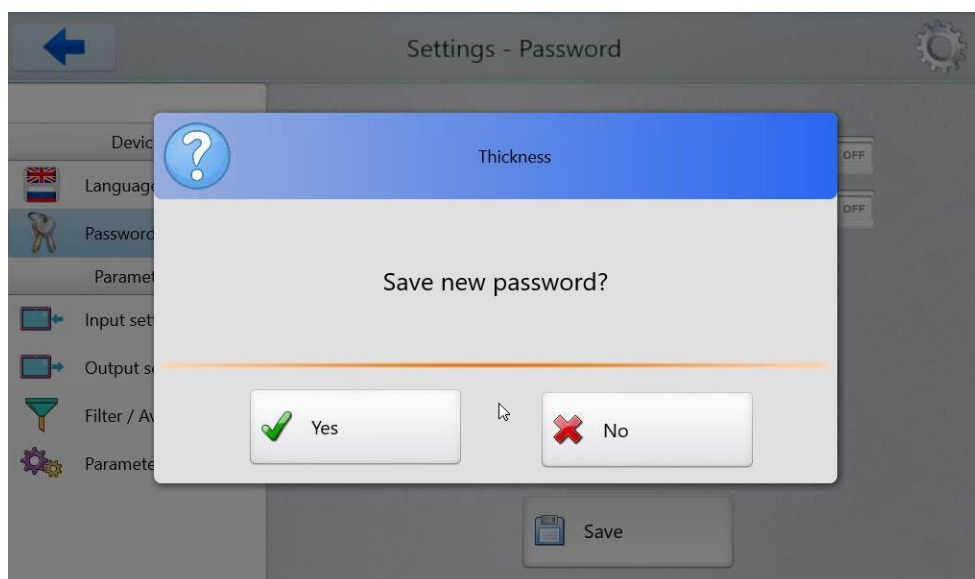 Settings - Password
Devic
Thickness
OFF
Language
OFF
Password
Save new password?
Paramet
Input set
Output se
Filter / Av
Paramete
Yes
No
Save